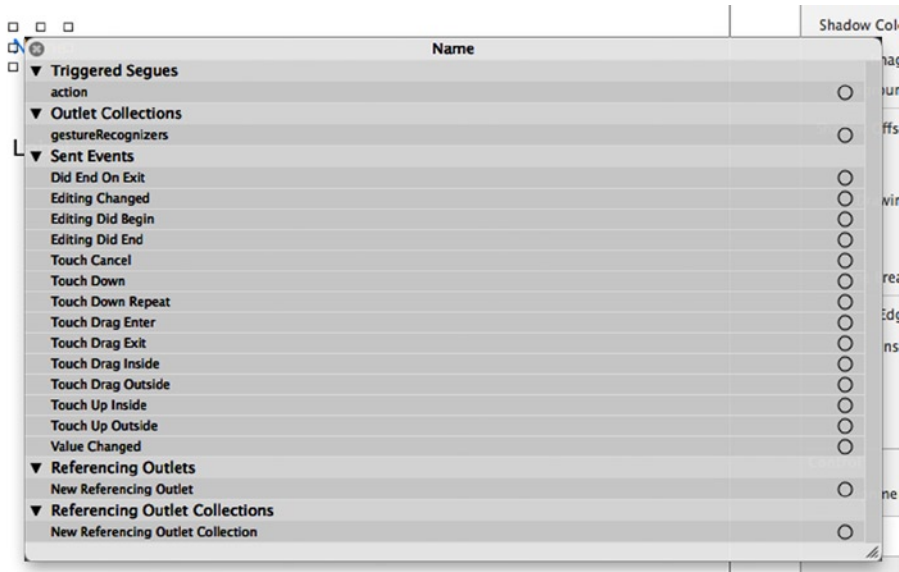 Shadow Col
Name
Triggered Segues
action
Outlet Collections
gestureRecognizers
Sent Events
Did End On Exit
Editing Changed
Editing Did Begin
Editing Did End
Touch Cancel
Touch Down
Touch Down Repeat
Touch Drag Enter
Touch Drag Exit
Touch Drag Inside
Touch Drag Outside
Touch Up Inside
Touch Up Outside
Value Changed
Referencing Outlets
New Referencing Outlet
Referencing Outlet Collections
New Referencing Outlet Collection